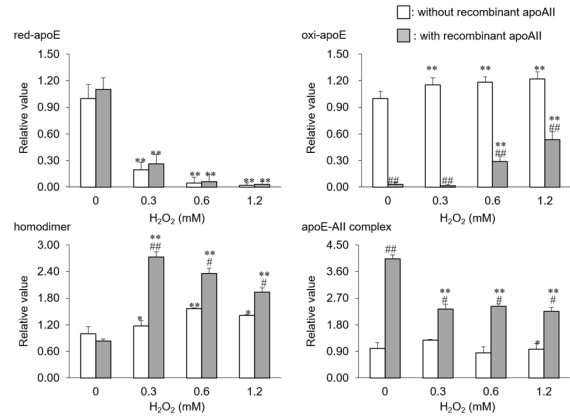 : without recombinant apoAII
: with recombinant apoAII
red-apoE
Relative value
1.50
1.20
0.90
0.60
0.30
0.00
** **
** **
** **
0 0.3 0.6 1.2
H₂O₂ (mM)
oxi-apoE
Relative value
1.50
1.20
0.90
0.60
0.30
0.00
##
**
##
**
**
##
**
**
##
0 0.3 0.6 1.2
H₂O₂ (mM)
homodimer
Relative value
3.00
2.40
1.80
1.20
0.60
0.00
*
**
##
**
**
#
*
**
#
0 0.3 0.6 1.2
H₂O₂ (mM)
apoE-AII complex
Relative value
4.50
3.60
2.70
1.80
0.90
0.00
##
**
#
**
#
*
**
#
0 0.3 0.6 1.2
H₂O₂ (mM)